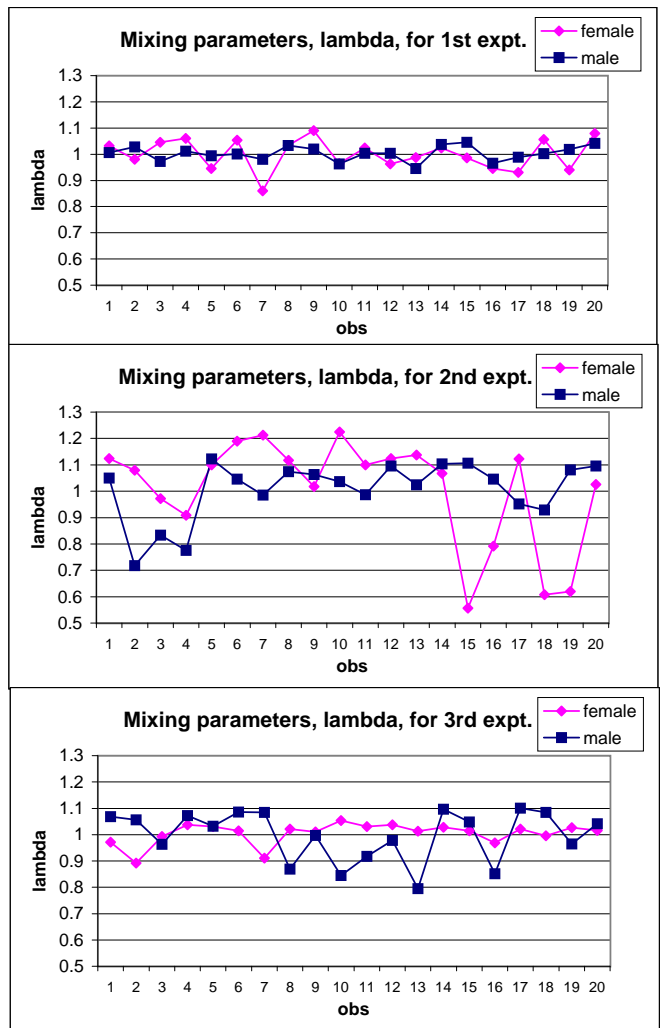 Mixing parameters, lambda, for 1st expt.
female
male
1.3
1.2
1.1
1
0.9
0.8
0.7
0.6
0.5
lambda
1 2 3 4 5 6 7 8 9 10 11 12 13 14 15 16 17 18 19 20
obs
Mixing parameters, lambda, for 2nd expt.
female
male
1.3
1.2
1.1
1
0.9
0.8
0.7
0.6
0.5
lambda
1 2 3 4 5 6 7 8 9 10 11 12 13 14 15 16 17 18 19 20
obs
Mixing parameters, lambda, for 3rd expt.
female
male
1.3
1.2
1.1
1
0.9
0.8
0.7
0.6
0.5
lambda
1 2 3 4 5 6 7 8 9 10 11 12 13 14 15 16 17 18 19 20
obs